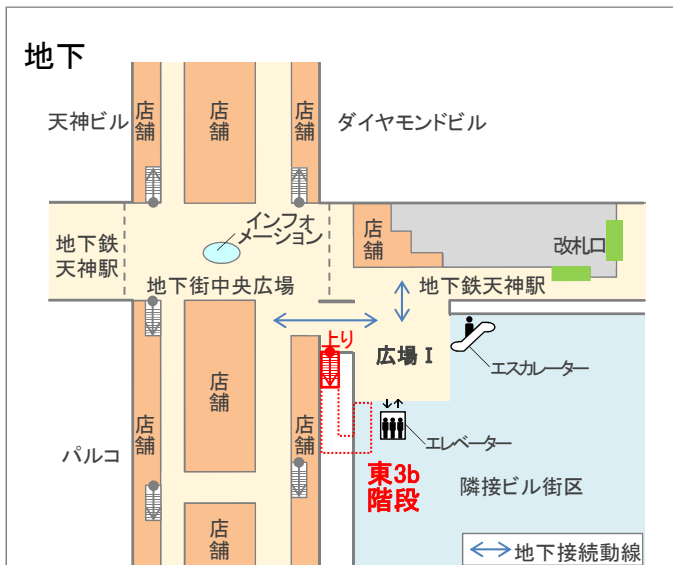 地下
天神ビル
店
舗
店
舗
ダイヤモンドビル
地下鉄
天神駅
インフォ
メーション
店
舗
改札口
地下街中央広場
地下鉄天神駅
上り
広場Ⅰ
エスカレーター
店
舗
店
舗
店
舗
パルコ
エレベーター
東3b
階段
隣接ビル街区
店
舗
地下接続動線